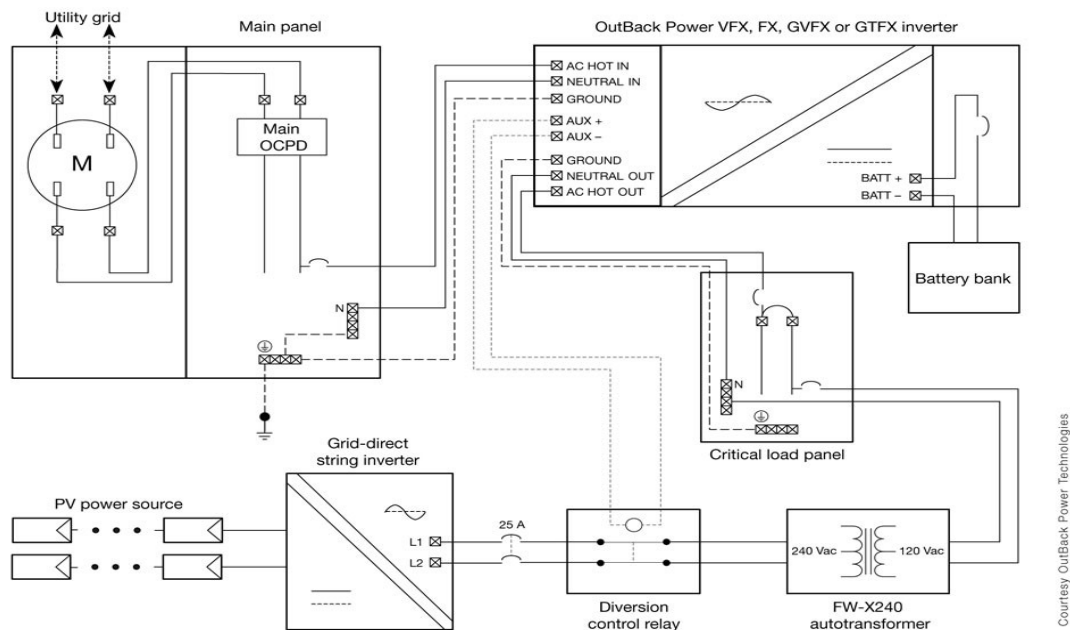 Utility grid
Main panel
OutBack Power VFX, FX, GVFX or GTFX inverter
M
Main
OCPD
N
AC HOT IN
NEUTRAL IN
GROUND
AUX +
AUX –
GROUND
NEUTRAL OUT
AC HOT OUT
BATT +
BATT –
Battery bank
N
Critical load panel
Grid-direct
string inverter
PV power source
L1
L2
25 A
Diversion
control relay
240 Vac
120 Vac
FW-X240
autotransformer
Courtesy OutBack Power Technologies